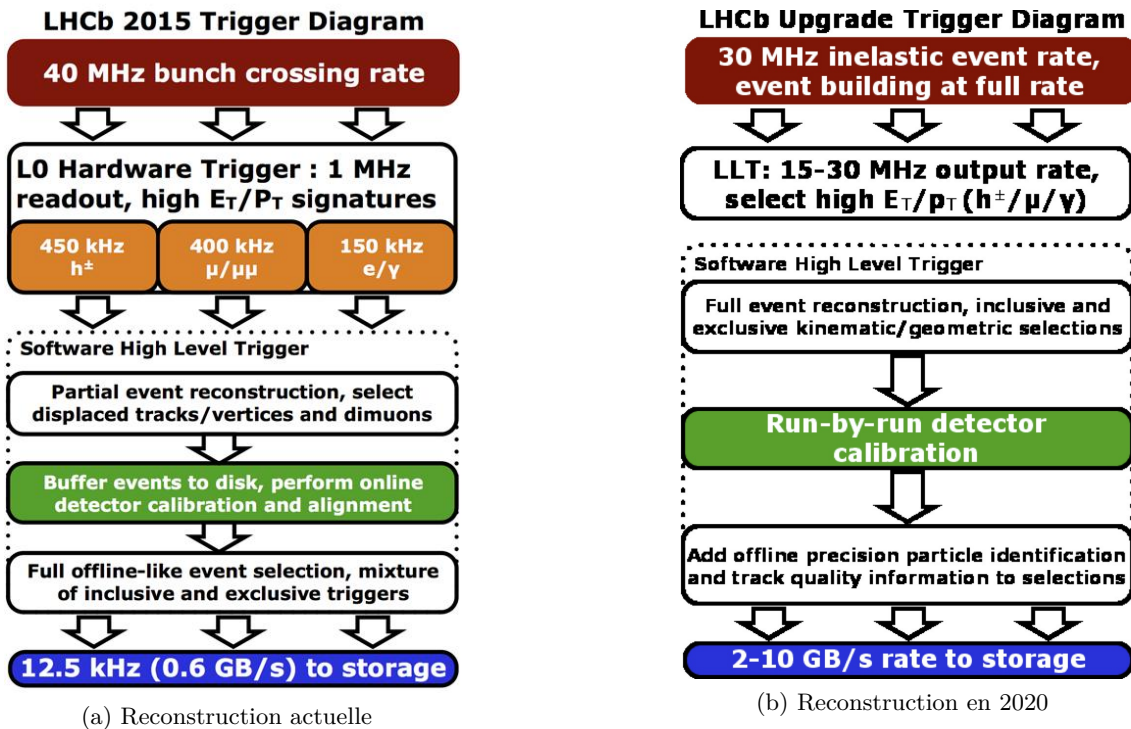 LHCb 2015 Trigger Diagram
40 MHz bunch crossing rate
L0 Hardware Trigger : 1 MHz
readout, high E_T/P_T signatures
450 kHz
h±
400 kHz
μ/μμ
150 kHz
e/γ
Software High Level Trigger
Partial event reconstruction, select
displaced tracks/vertices and dimuons
Buffer events to disk, perform online
detector calibration and alignment
Full offline-like event selection, mixture
of inclusive and exclusive triggers
12.5 kHz (0.6 GB/s) to storage
(a) Reconstruction actuelle
LHCb Upgrade Trigger Diagram
30 MHz inelastic event rate,
event building at full rate
LLT: 15-30 MHz output rate,
select high E_T/p_T (h±/μ/γ)
Software High Level Trigger
Full event reconstruction, inclusive and
exclusive kinematic/geometric selections
Run-by-run detector
calibration
Add offline precision particle identification
and track quality information to selections
2-10 GB/s rate to storage
(b) Reconstruction en 2020